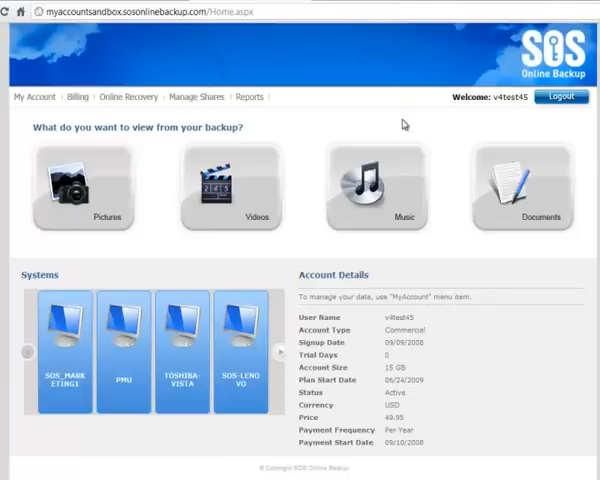 myaccountsandbox.sosonlinebackup.com/Home.aspx
SOS
Online Backup
My Account | Billing | Online Recovery | Manage Shares | Reports |
Welcome: v4test45 Logout
What do you want to view from your backup?
Pictures Videos Music Documents
Systems
SOS_MARK
ETING1
PMU
TOSHIBA-
VISTA
SOS-LENO
VO
Account Details
To manage your data, use "MyAccount" menu item.
User Name v4test45
Account Type Commercial
Signup Date 09/09/2008
Trial Days 0
Account Size 15 GB
Plan Start Date 06/24/2009
Status Active
Currency USD
Price 49.95
Payment Frequency Per Year
Payment Start Date 09/10/2008
© Copyright SOS Online Backup